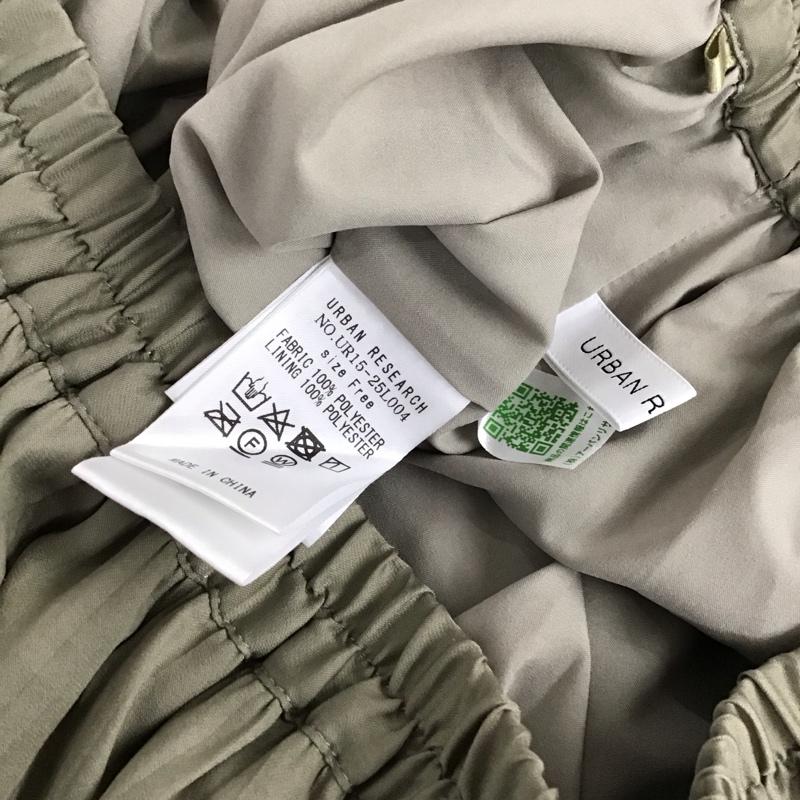 URBAN RESEARCH
NO.UR15-25L004
size Free
FABRIC 100% POLYESTER
LINING 100% POLYESTER
F
W
MADE IN CHINA
URBAN R